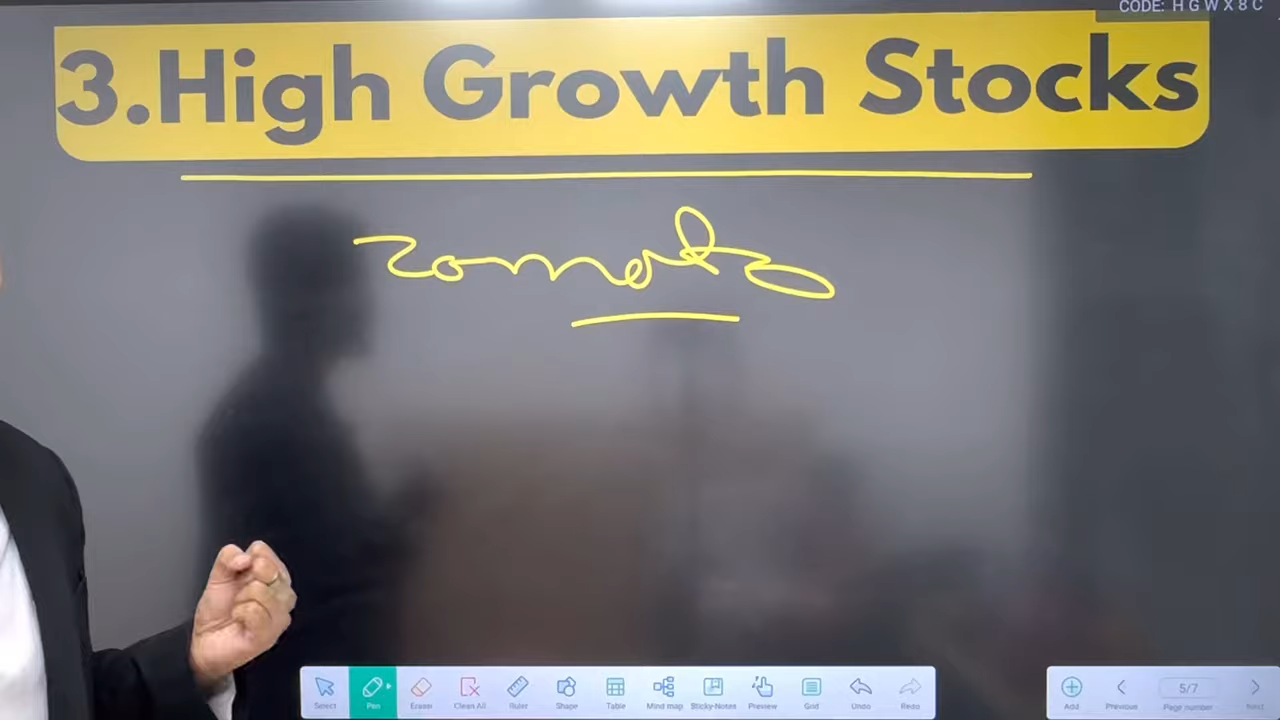 CODE: H G W X 8 C
3.High Growth Stocks
zomato
Select Pen Eraser Clean All Ruler Shape Table Mind map Sticky-Notes Preview Grid Undo Redo
Add Previous 5/7 Page number Next